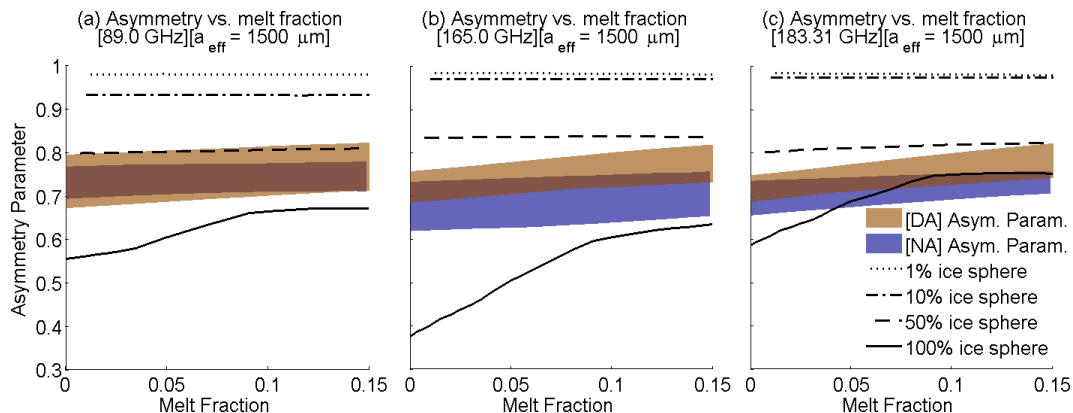 (a) Asymmetry vs. melt fraction
[89.0 GHz][a eff = 1500 µm]
(b) Asymmetry vs. melt fraction
[165.0 GHz][a eff = 1500 µm]
(c) Asymmetry vs. melt fraction
[183.31 GHz][a eff = 1500 µm]
Asymmetry Parameter
1
0.9
0.8
0.7
0.6
0.5
0.4
0.3
0
0.05
0.1
0.15
Melt Fraction
0
0.05
0.1
0.15
Melt Fraction
0
0.05
0.1
0.15
Melt Fraction
[DA] Asym. Param.
[NA] Asym. Param.
1% ice sphere
10% ice sphere
50% ice sphere
100% ice sphere